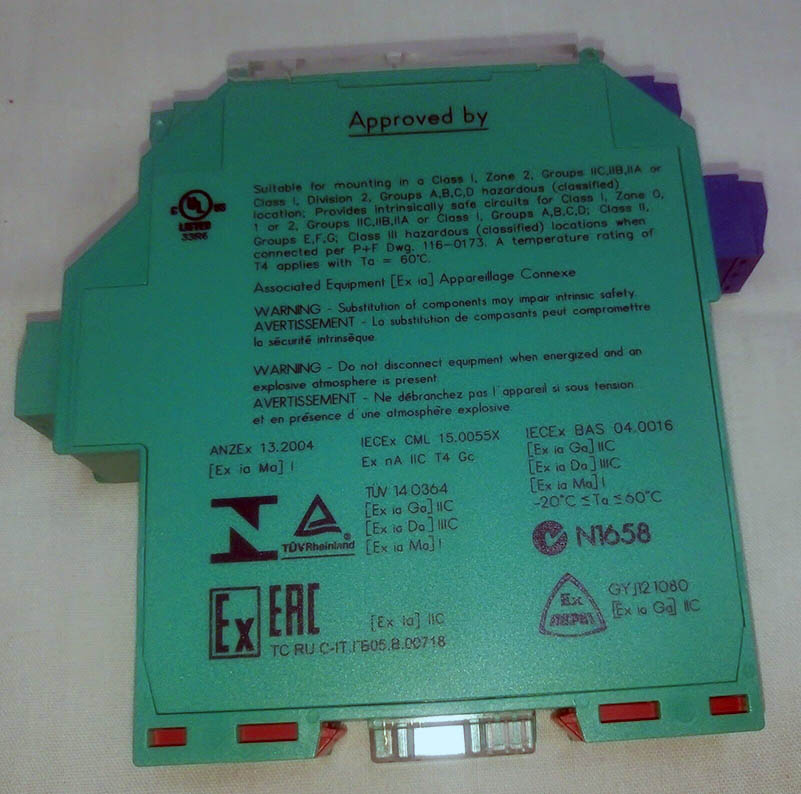 Approved by
Suitable for mounting in a Class I, Zone 2, Groups IIC,IIB,IIA or
Class I, Division 2, Groups A,B,C,D hazardous (classified)
location; Provides intrinsically safe circuits for Class I, Zone 0,
1 or 2, Groups IIC,IIB,IIA or Class I, Groups A,B,C,D; Class II,
Groups E,F,G; Class III hazardous (classified) locations when
connected per P+F Dwg. 116-0173. A temperature rating of
T4 applies with Ta = 60°C.
C UL US
LISTED
33R6
Associated Equipment [Ex ia] Appareillage Connexe
WARNING - Substitution of components may impair intrinsic safety.
AVERTISSEMENT - La substitution de composants peut compromettre
la sécurité intrinsèque.
WARNING - Do not disconnect equipment when energized and an
explosive atmosphere is present.
AVERTISSEMENT - Ne débranchez pas l'appareil si sous tension
et en présence d'une atmosphère explosive.
ANZEx 13.2004
[Ex ia Ma] I
IECEx CML 15.0055X
Ex nA IIC T4 Gc
IECEx BAS 04.0016
[Ex ia Ga] IIC
[Ex ia Da] IIIC
[Ex ia Ma] I
-20°C ≤ Ta ≤ 60°C
TÜVRheinland®
TÜV 14.0364
[Ex ia Ga] IIC
[Ex ia Da] IIIC
[Ex ia Ma] I
N1658
Ex EAC
[Ex ia] IIC
TC RU C-IT.ГБ05.B.00718
Ex
GYJ12.1080
[Ex ia Ga] IIC